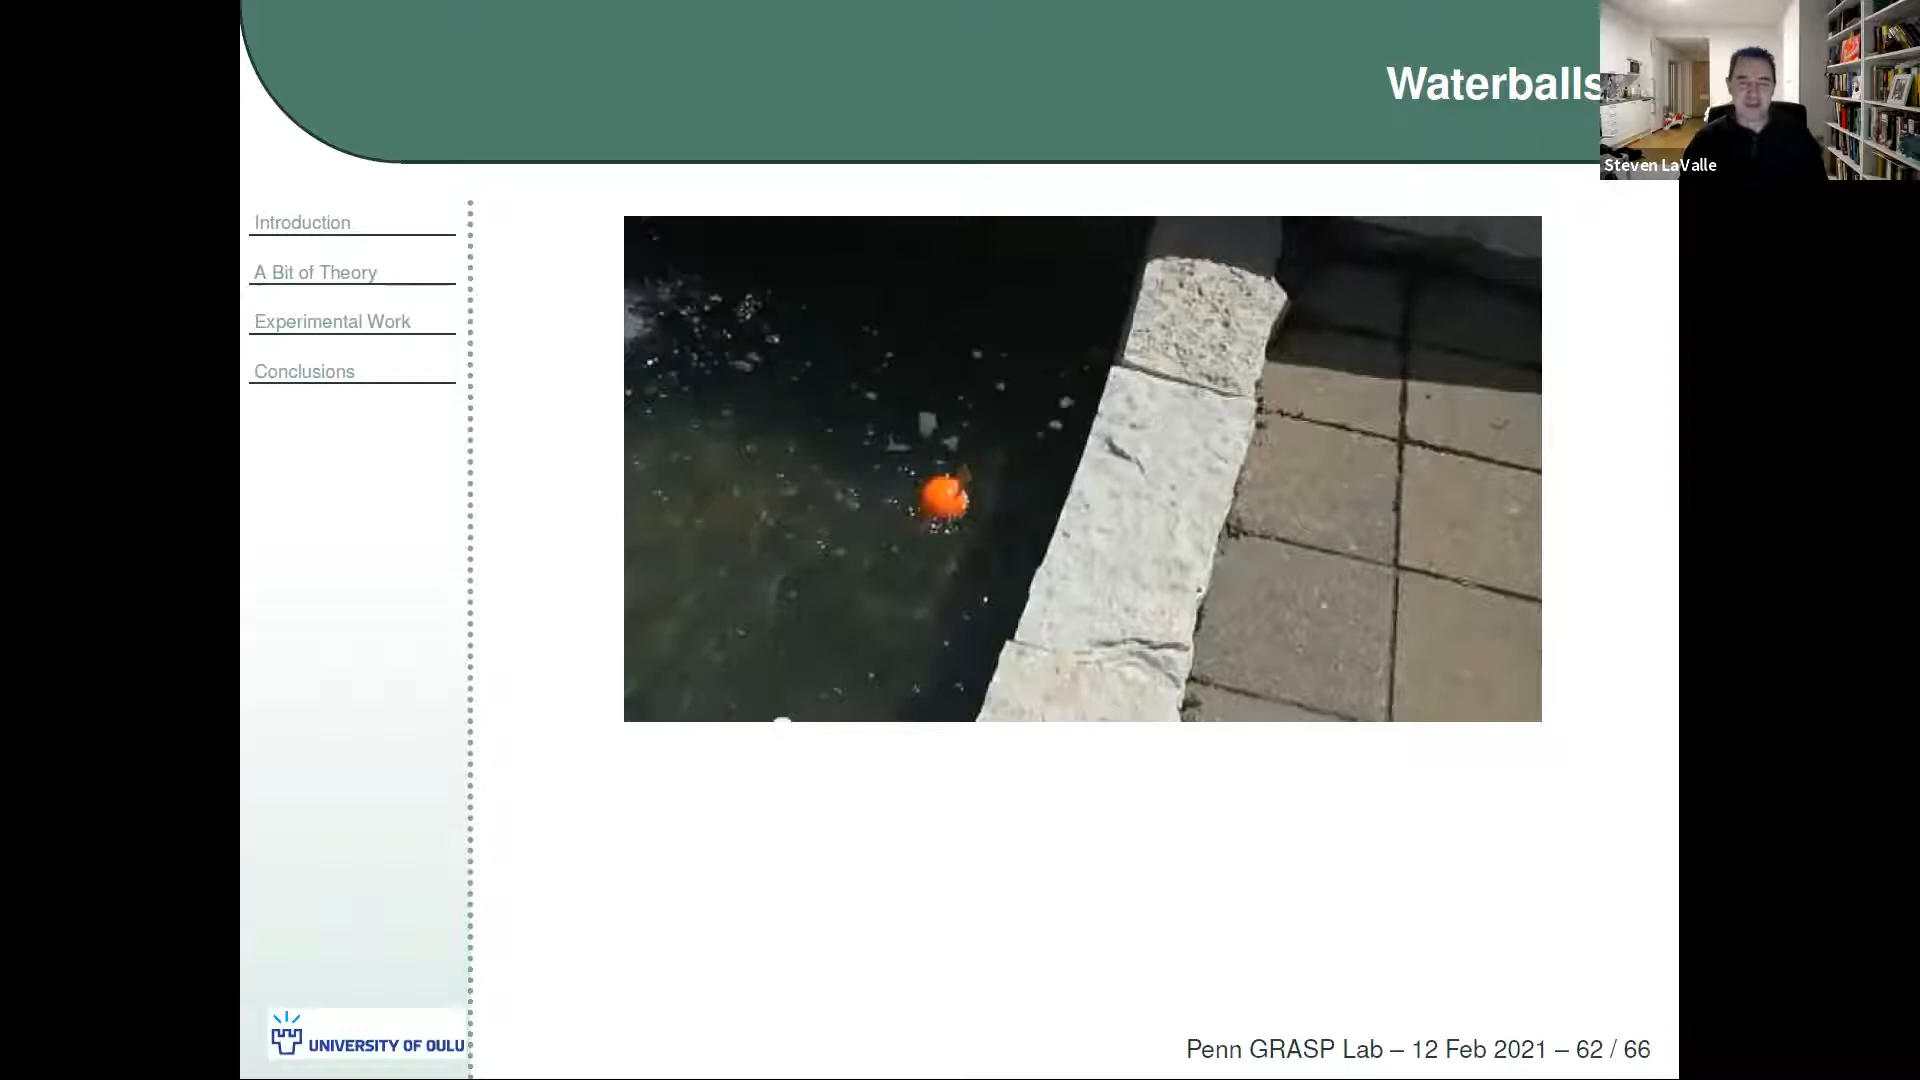 Waterballs
Steven LaValle
Introduction
A Bit of Theory
Experimental Work
Conclusions
UNIVERSITY OF OULU
Penn GRASP Lab – 12 Feb 2021 – 62 / 66